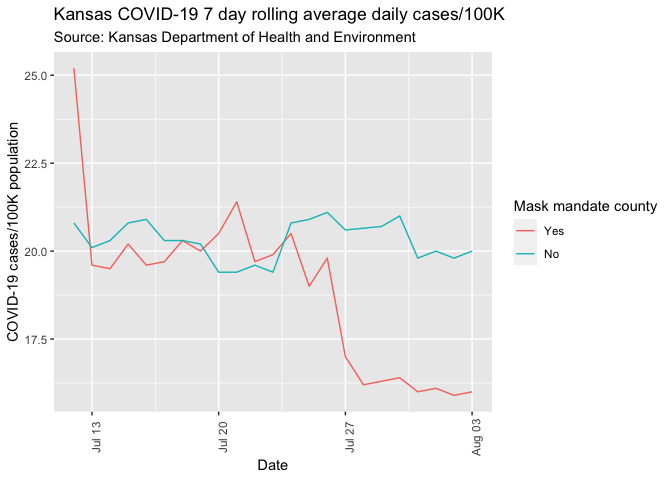 Kansas COVID-19 7 day rolling average daily cases/100K
Source: Kansas Department of Health and Environment
COVID-19 cases/100K population
25.0
22.5
20.0
17.5
Jul 13
Jul 20
Jul 27
Aug 03
Date
Mask mandate county
Yes
No